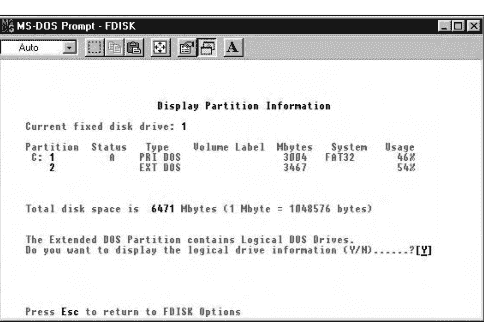 MS-DOS Prompt - FDISK
Auto
A
Display Partition Information
Current fixed disk drive: 1
Partition Status Type Volume Label Mbytes System Usage
C: 1 A PRI DOS 3004 FAT32 46%
2 EXT DOS 3467 54%
Total disk space is 6471 Mbytes (1 Mbyte = 1048576 bytes)
The Extended DOS Partition contains Logical DOS Drives.
Do you want to display the logical drive information (Y/N)......?[Y]
Press Esc to return to FDISK Options